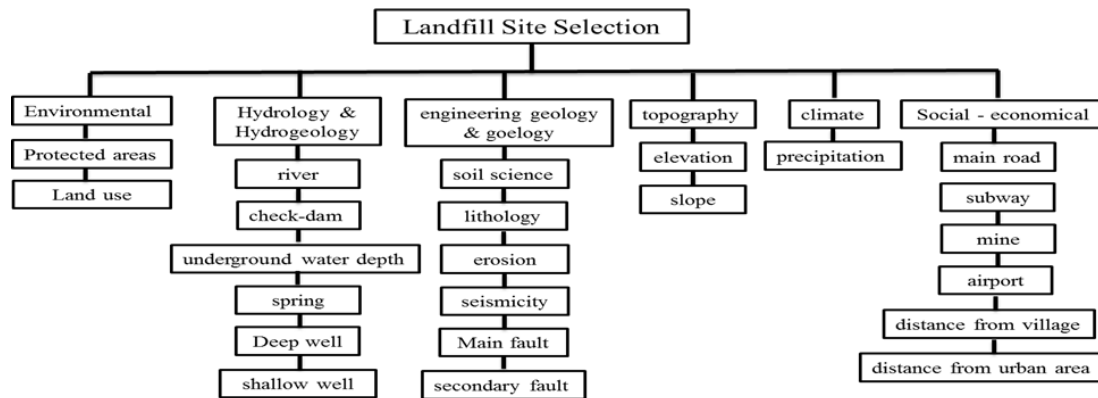 Landfill Site Selection
Environmental
Protected areas
Land use
Hydrology &
Hydrogeology
river
check-dam
underground water depth
spring
Deep well
shallow well
engineering geology
& goelogy
soil science
lithology
erosion
seismicity
Main fault
secondary fault
topography
elevation
slope
climate
precipitation
Social - economical
main road
subway
mine
airport
distance from village
distance from urban area